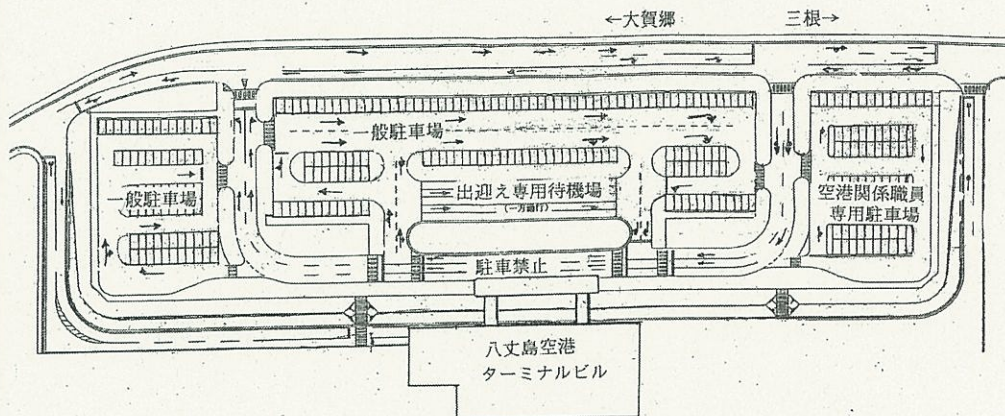 ←大賀郷 三根→
一般駐車場
出迎え専用待機場
(一方通行)
一般駐車場
空港関係職員
専用駐車場
駐車禁止
八丈島空港
ターミナルビル